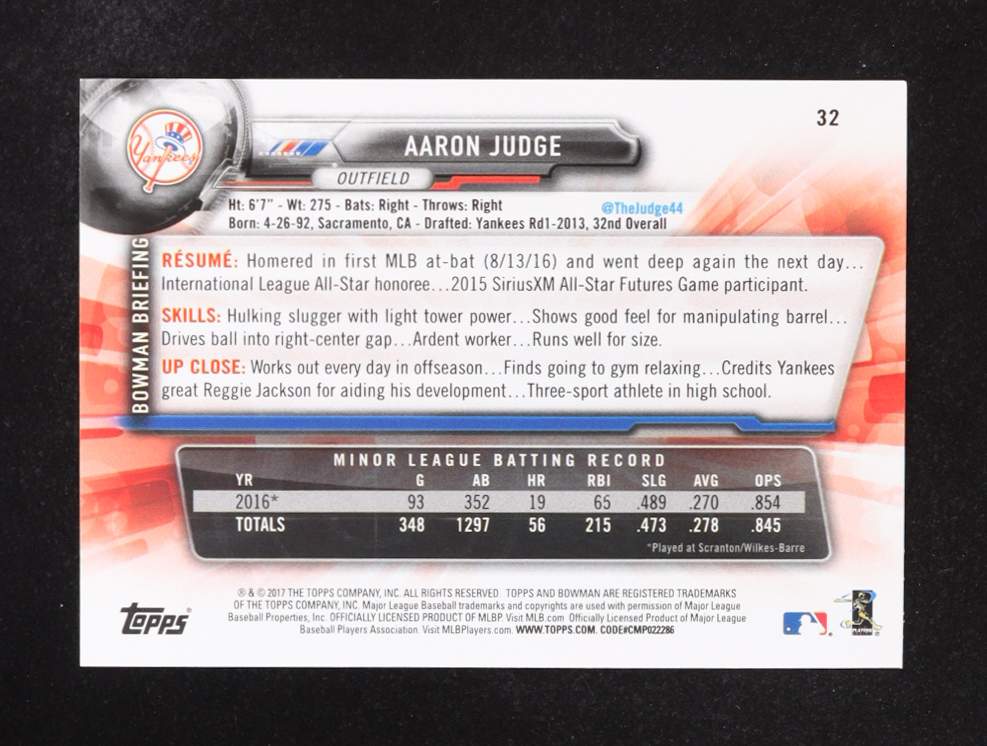 32
Yankees
AARON JUDGE
OUTFIELD
Ht: 6'7" - Wt: 275 - Bats: Right - Throws: Right
@TheJudge44
Born: 4-26-92, Sacramento, CA - Drafted: Yankees Rd1-2013, 32nd Overall
BOWMAN BRIEFING
RÉSUMÉ: Homered in first MLB at-bat (8/13/16) and went deep again the next day...
International League All-Star honoree...2015 SiriusXM All-Star Futures Game participant.
SKILLS: Hulking slugger with light tower power...Shows good feel for manipulating barrel...
Drives ball into right-center gap...Ardent worker...Runs well for size.
UP CLOSE: Works out every day in offseason...Finds going to gym relaxing...Credits Yankees
great Reggie Jackson for aiding his development...Three-sport athlete in high school.
MINOR LEAGUE BATTING RECORD
YR G AB HR RBI SLG AVG OPS
2016* 93 352 19 65 .489 .270 .854
TOTALS 348 1297 56 215 .473 .278 .845
*Played at Scranton/Wilkes-Barre
® & © 2017 THE TOPPS COMPANY, INC. ALL RIGHTS RESERVED. TOPPS AND BOWMAN ARE REGISTERED TRADEMARKS
OF THE TOPPS COMPANY, INC. Major League Baseball trademarks and copyrights are used with permission of Major League
Baseball Properties, Inc. OFFICIALLY LICENSED PRODUCT OF MLBP Visit MLB.com Officially Licensed Product of Major League
Baseball Players Association. Visit MLBPlayers.com. WWW.TOPPS.COM. CODE#CMP022286
Topps®
PLAYERS